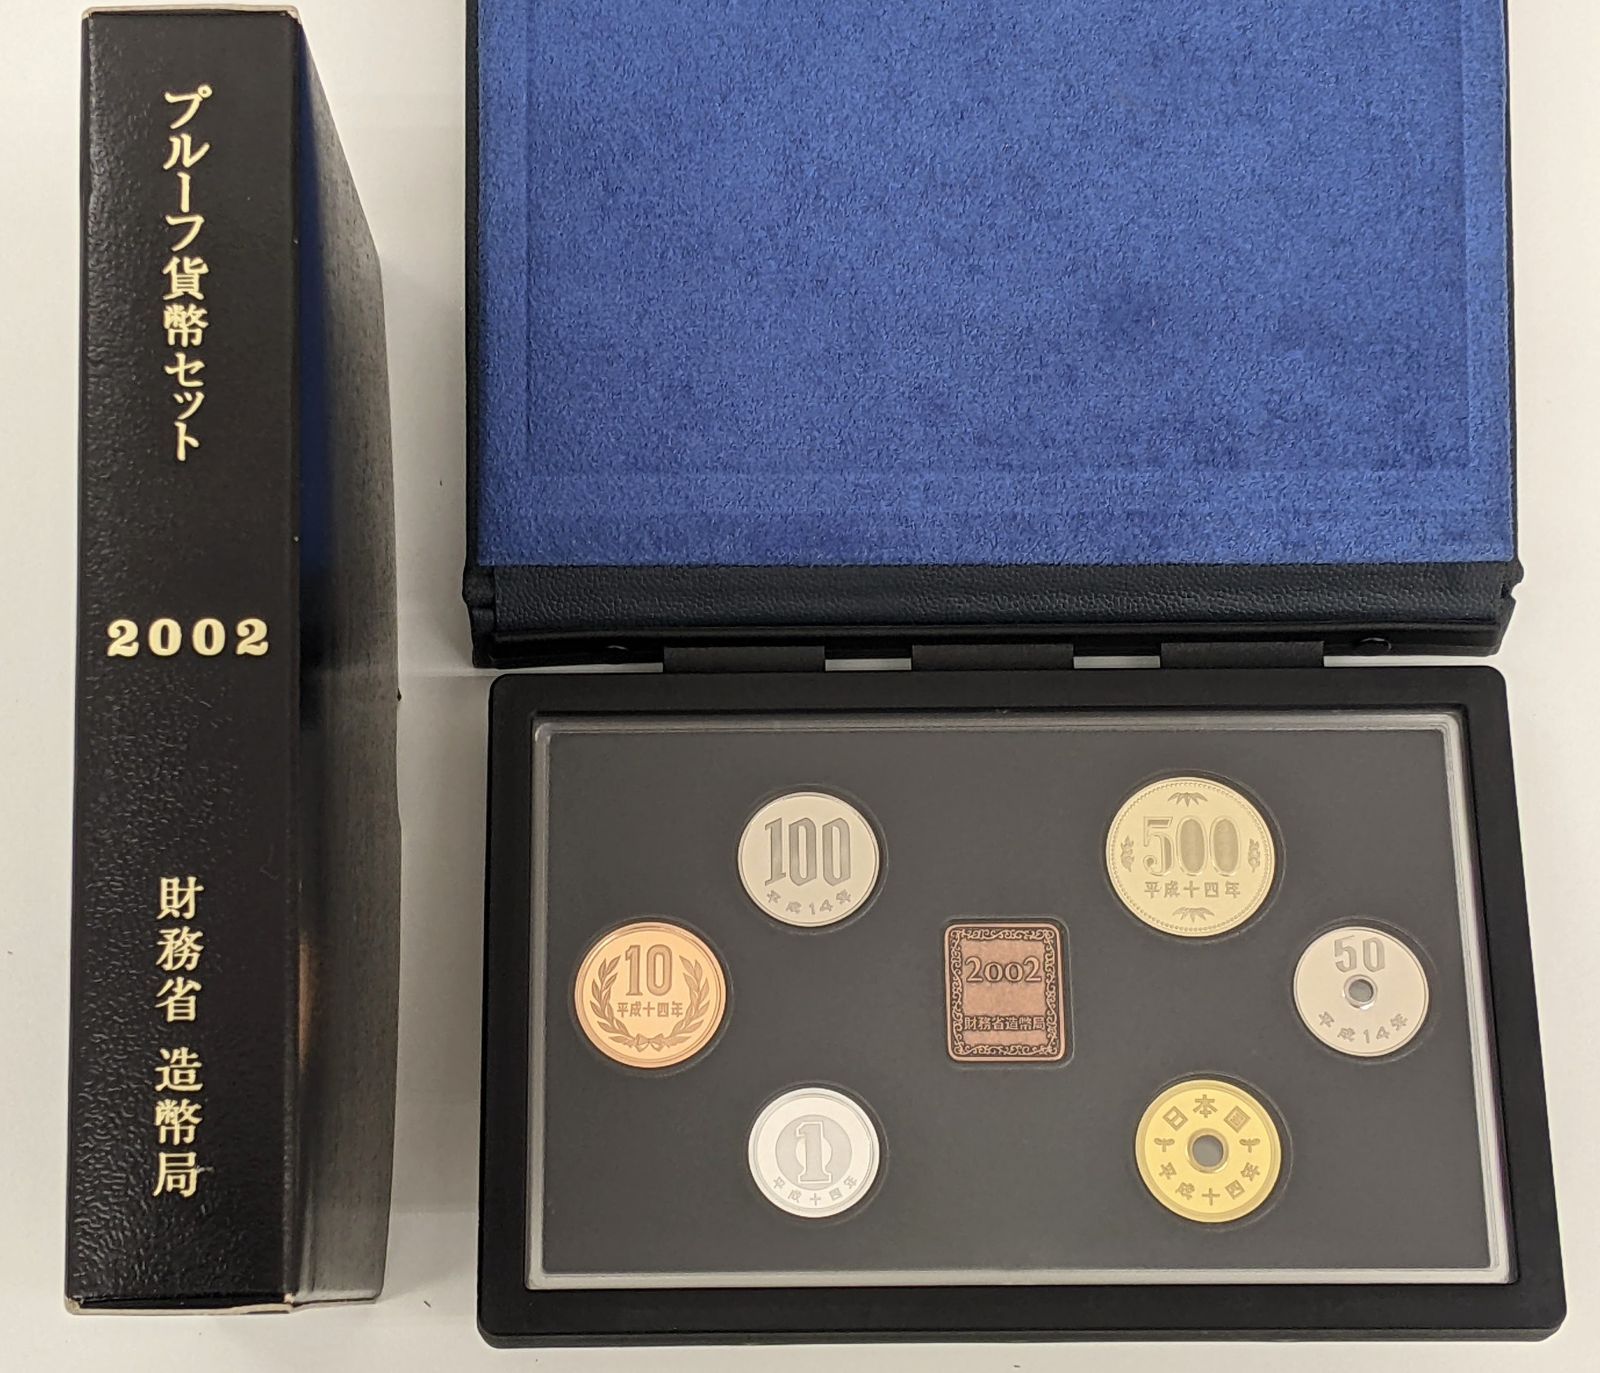 プルーフ貨幣セット
2002
財務省 造幣局
100
平成14年
500
平成十四年
10
平成十四年
2002
財務省造幣局
50
平成14年
1
平成十四年
日本国
平成十四年